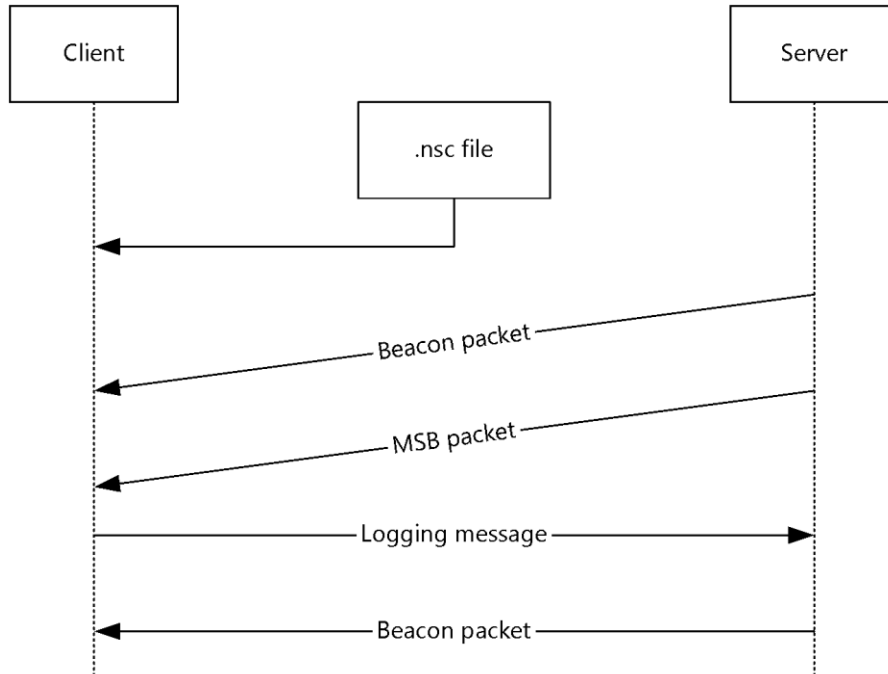 Client
Server
.nsc file
Beacon packet
MSB packet
Logging message
Beacon packet